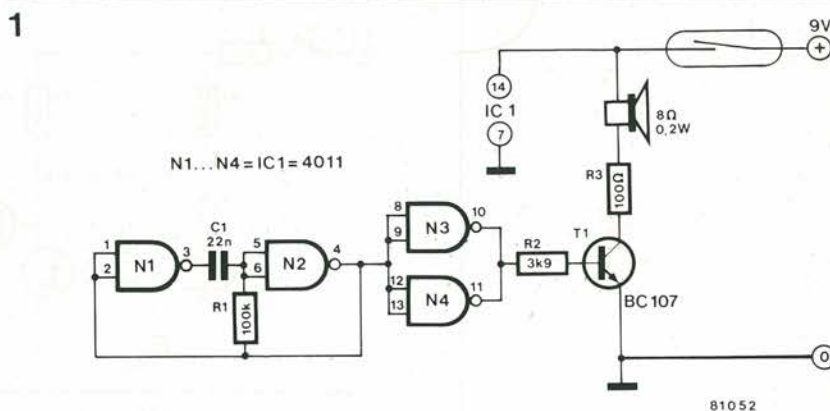 1
9V
+
14
IC 1
7
8Ω
0,2W
N1...N4=IC1=4011
R3
100Ω
C1
22n
1
2
N1
3
5
6
N2
4
8
9
N3
10
12
13
N4
11
R1
100k
R2
3k9
T1
BC107
0
81052